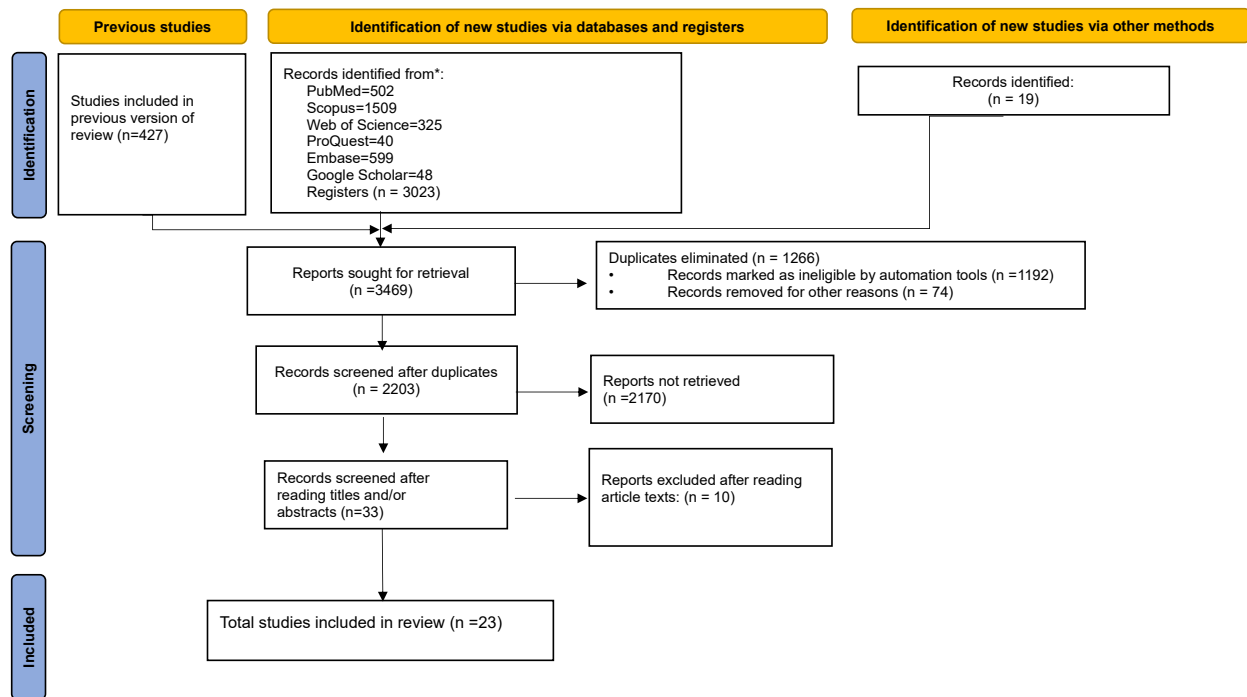 Previous studies
Identification of new studies via databases and registers
Identification of new studies via other methods
Identification
Studies included in
previous version of
review (n=427)
Records identified from*:
PubMed=502
Scopus=1509
Web of Science=325
ProQuest=40
Embase=599
Google Scholar=48
Registers (n = 3023)
Records identified:
(n = 19)
Screening
Reports sought for retrieval
(n =3469)
Duplicates eliminated (n = 1266)
• Records marked as ineligible by automation tools (n =1192)
• Records removed for other reasons (n = 74)
Records screened after duplicates
(n = 2203)
Reports not retrieved
(n =2170)
Records screened after
reading titles and/or
abstracts (n=33)
Reports excluded after reading
article texts: (n = 10)
Included
Total studies included in review (n =23)